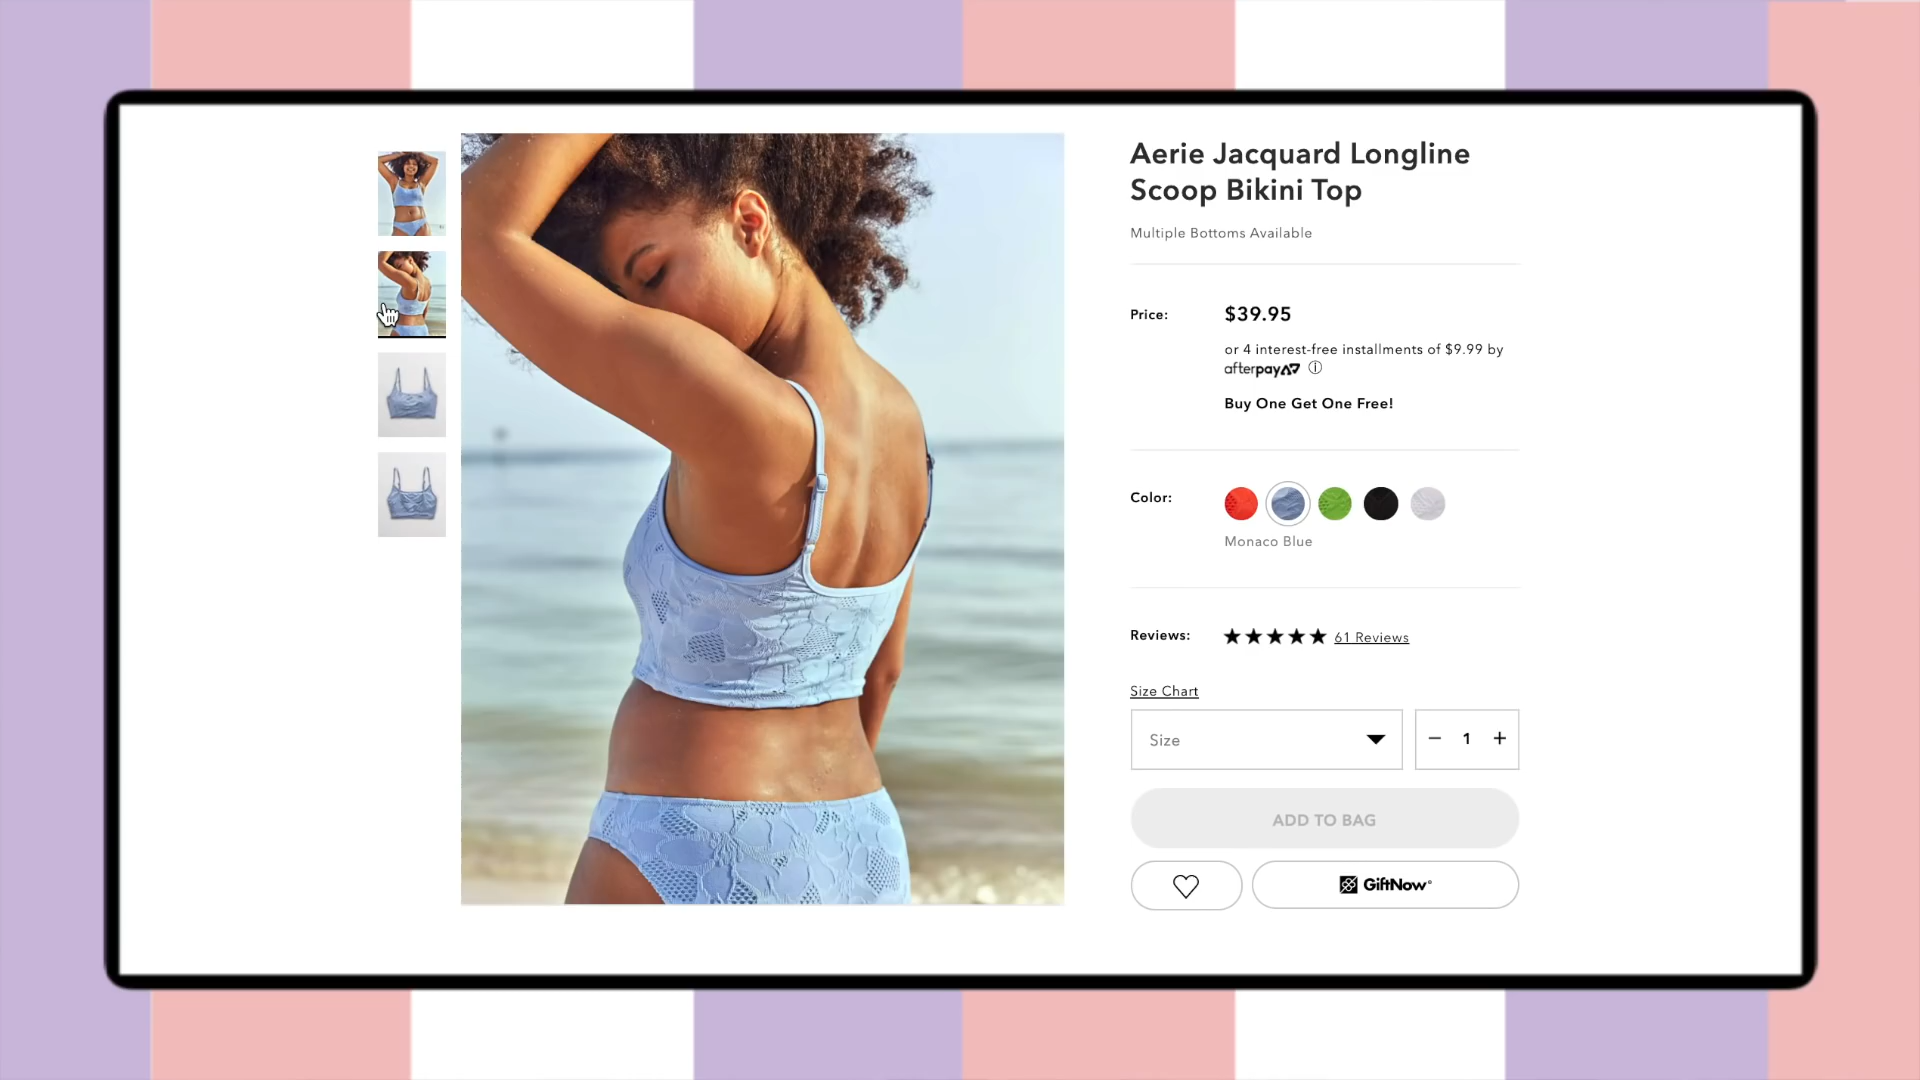 Aerie Jacquard Longline
Scoop Bikini Top
Multiple Bottoms Available
Price: $39.95
or 4 interest-free installments of $9.99 by
afterpay ⓘ
Buy One Get One Free!
Color:
Monaco Blue
Reviews: ★★★★★ 61 Reviews
Size Chart
Size
− 1 +
ADD TO BAG
GiftNow®